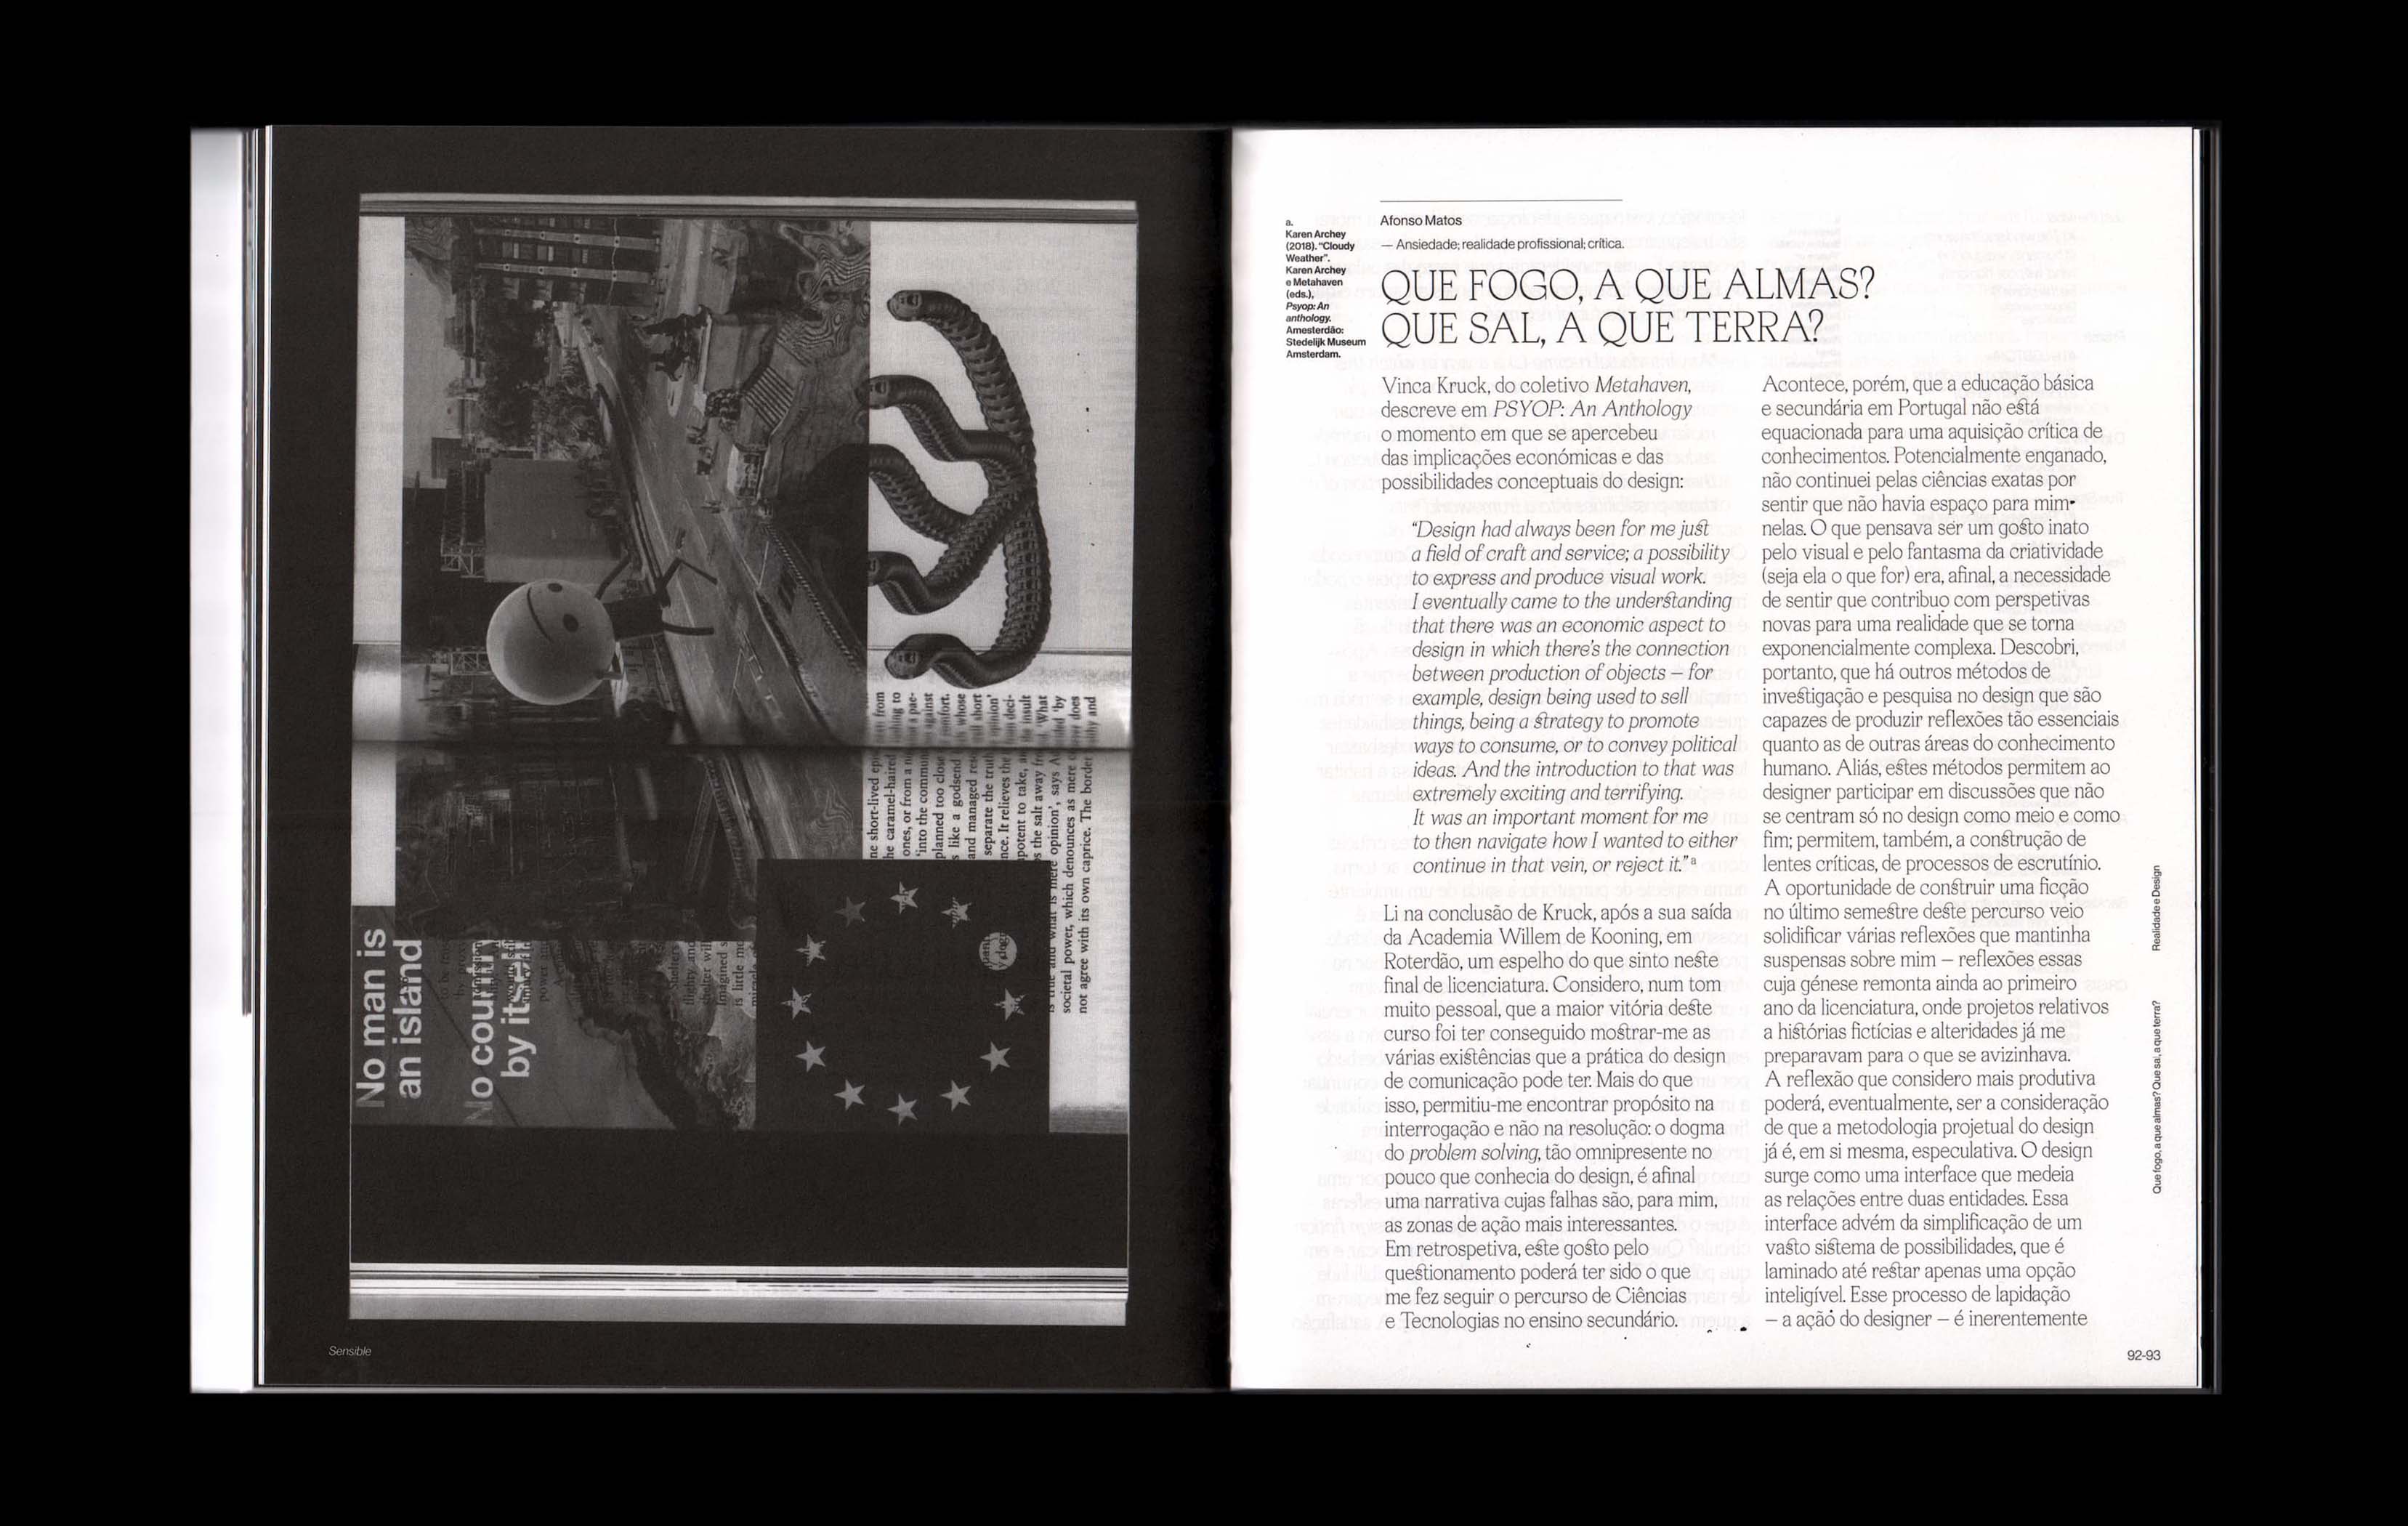 No man is
an island
No country
by itself
ne short-lived
he caramel-haired
ones, or from a
'into the common
planned too close
s like a godsend
and managed
separate the truth
nce. It relieves the
potent to take,
s the salt away
opinion', says
societal power, which denounces as mere
not agree with its own caprice. The border
Sensible
a.
Karen Archey
(2018). "Cloudy
Weather".
Karen Archey
e Metahaven
(eds.),
Psyop: An
anthology.
Amesterdão:
Stedelijk Museum
Amsterdam.
Afonso Matos
— Ansiedade; realidade profissional; crítica.
QUE FOGO, A QUE ALMAS?
QUE SAL, A QUE TERRA?
Vinca Kruck, do coletivo Metahaven,
descreve em PSYOP: An Anthology
o momento em que se apercebeu
das implicações económicas e das
possibilidades conceptuais do design:
“Design had always been for me just
a field of craft and service; a possibility
to express and produce visual work.
I eventually came to the understanding
that there was an economic aspect to
design in which there’s the connection
between production of objects – for
example, design being used to sell
things, being a strategy to promote
ways to consume, or to convey political
ideas. And the introduction to that was
extremely exciting and terrifying.
It was an important moment for me
to then navigate how I wanted to either
continue in that vein, or reject it.” a
Li na conclusão de Kruck, após a sua saída
da Academia Willem de Kooning, em
Roterdão, um espelho do que sinto neste
final de licenciatura. Considero, num tom
muito pessoal, que a maior vitória deste
curso foi ter conseguido mostrar-me as
várias existências que a prática do design
de comunicação pode ter. Mais do que
isso, permitiu-me encontrar propósito na
interrogação e não na resolução: o dogma
do problem solving, tão omnipresente no
pouco que conhecia do design, é afinal
uma narrativa cujas falhas são, para mim,
as zonas de ação mais interessantes.
Em retrospetiva, este gosto pelo
questionamento poderá ter sido o que
me fez seguir o percurso de Ciências
e Tecnologias no ensino secundário.
Acontece, porém, que a educação básica
e secundária em Portugal não está
equacionada para uma aquisição crítica de
conhecimentos. Potencialmente enganado,
não continuei pelas ciências exatas por
sentir que não havia espaço para mim
nelas. O que pensava ser um gosto inato
pelo visual e pelo fantasma da criatividade
(seja ela o que for) era, afinal, a necessidade
de sentir que contribuo com perspetivas
novas para uma realidade que se torna
exponencialmente complexa. Descobri,
portanto, que há outros métodos de
investigação e pesquisa no design que são
capazes de produzir reflexões tão essenciais
quanto as de outras áreas do conhecimento
humano. Aliás, estes métodos permitem ao
designer participar em discussões que não
se centram só no design como meio e como
fim; permitem, também, a construção de
lentes críticas, de processos de escrutínio.
A oportunidade de construir uma ficção
no último semestre deste percurso veio
solidificar várias reflexões que mantinha
suspensas sobre mim – reflexões essas
cuja génese remonta ainda ao primeiro
ano da licenciatura, onde projetos relativos
a histórias fictícias e alteridades já me
preparavam para o que se avizinhava.
A reflexão que considero mais produtiva
poderá, eventualmente, ser a consideração
de que a metodologia projetual do design
já é, em si mesma, especulativa. O design
surge como uma interface que medeia
as relações entre duas entidades. Essa
interface advém da simplificação de um
vasto sistema de possibilidades, que é
laminado até restar apenas uma opção
inteligível. Esse processo de lapidação
– a ação do designer – é inerentemente
Que fogo, a que almas? Que sal, a que terra?
Realidade e Design
92-93